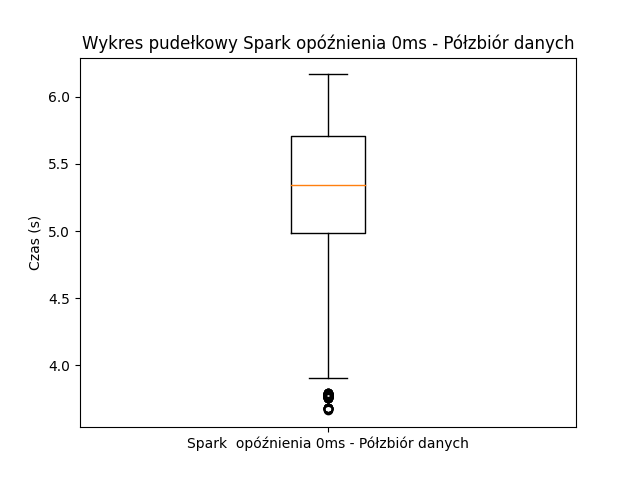 Wykres pudełkowy Spark opóźnienia 0ms - Półzbiór danych
6.0
5.5
5.0
4.5
4.0
Czas (s)
Spark  opóźnienia 0ms - Półzbiór danych